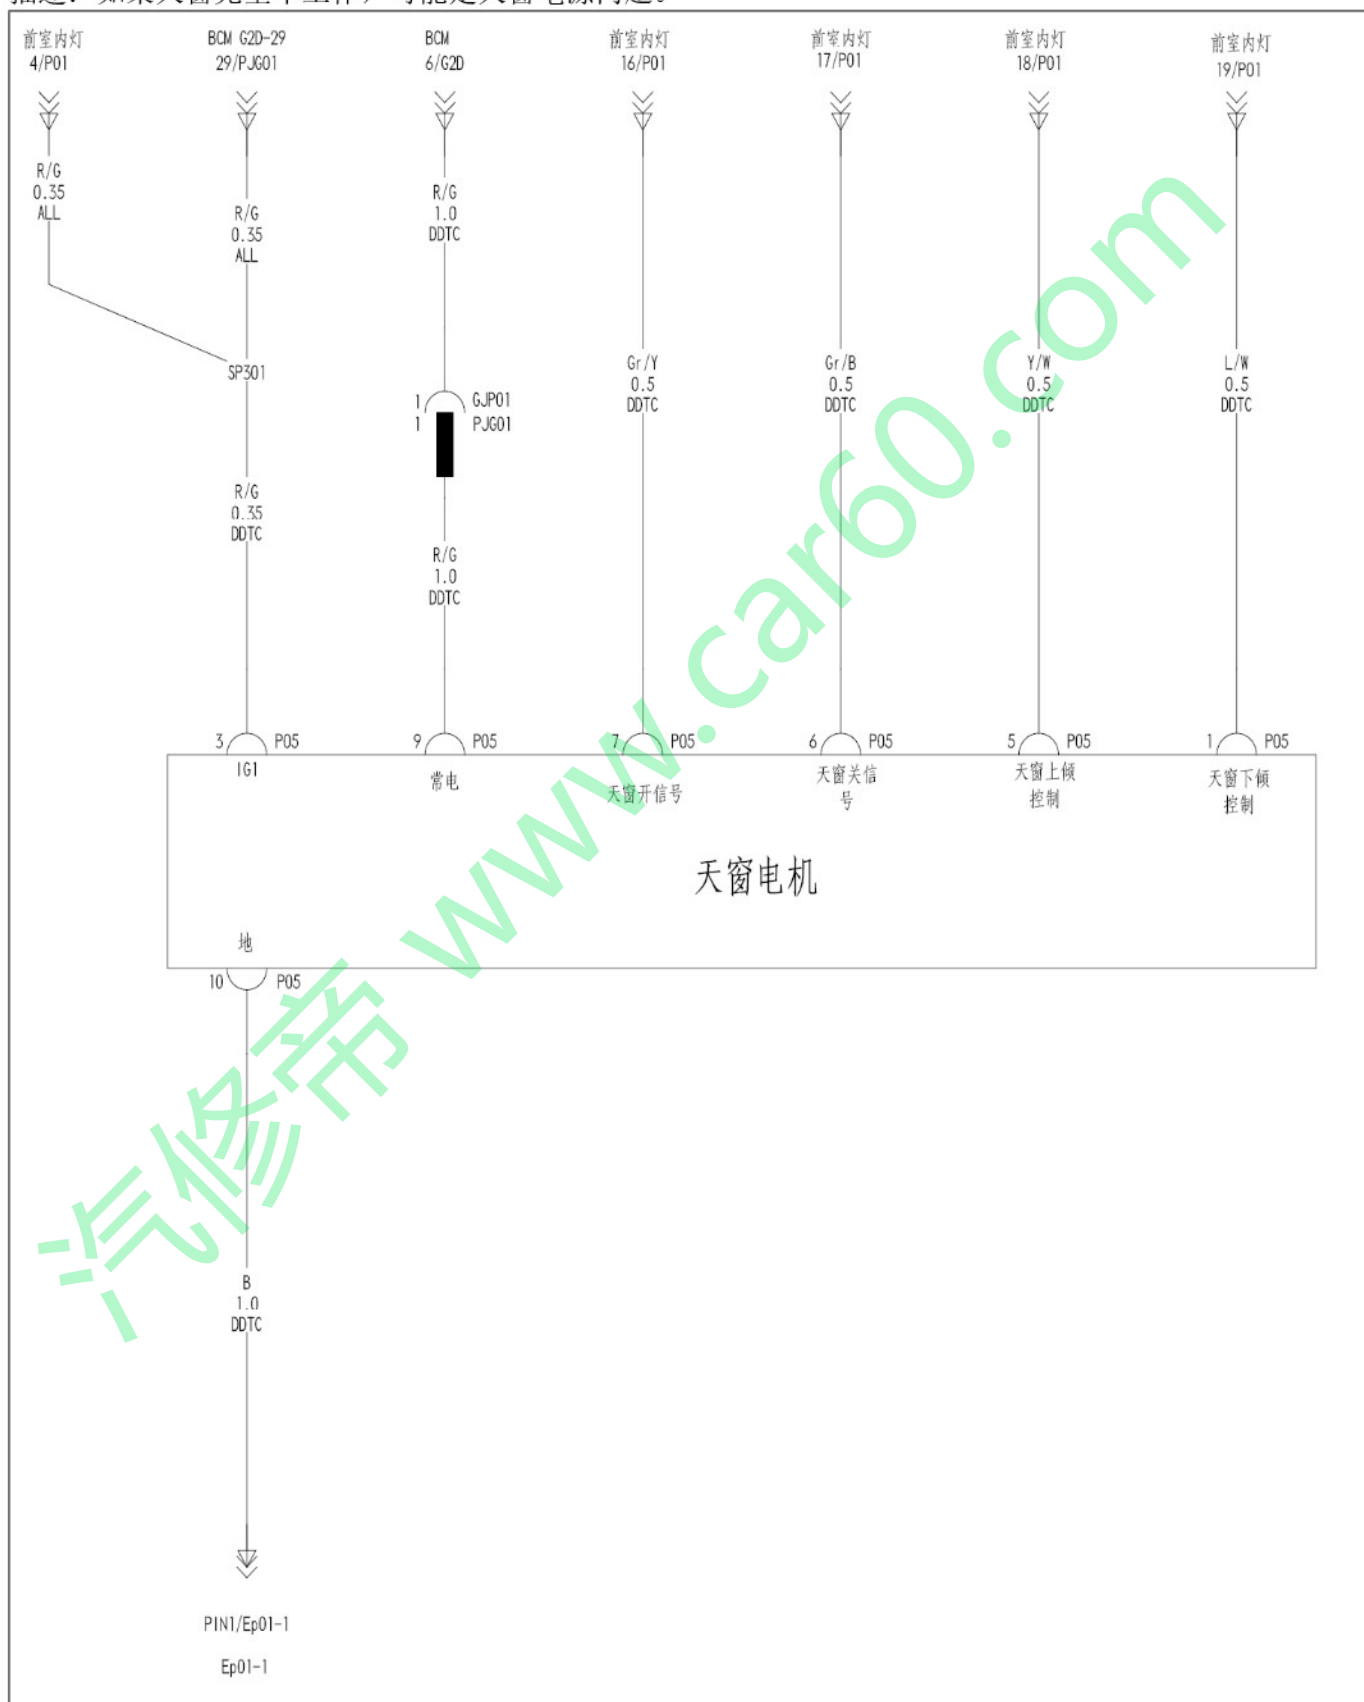 前室内灯
4/P01
BCM G2D-29
29/PJG01
BCM
6/G2D
前室内灯
16/P01
前室内灯
17/P01
前室内灯
18/P01
前室内灯
19/P01
R/G
0.35
ALL
R/G
0.35
ALL
R/G
1.0
DDTC
SP301
Gr/Y
0.5
DDTC
Gr/B
0.5
DDTC
Y/W
0.5
DDTC
L/W
0.5
DDTC
1 GJP01
1 PJG01
R/G
0.35
DDTC
R/G
1.0
DDTC
3 P05
9 P05
7 P05
6 P05
5 P05
1 P05
IG1
常电
天窗开信号
天窗关信
号
天窗上倾
控制
天窗下倾
控制
天窗电机
地
10 P05
B
1.0
DDTC
PIN1/Ep01-1
Ep01-1
汽修帝 www.car60.com